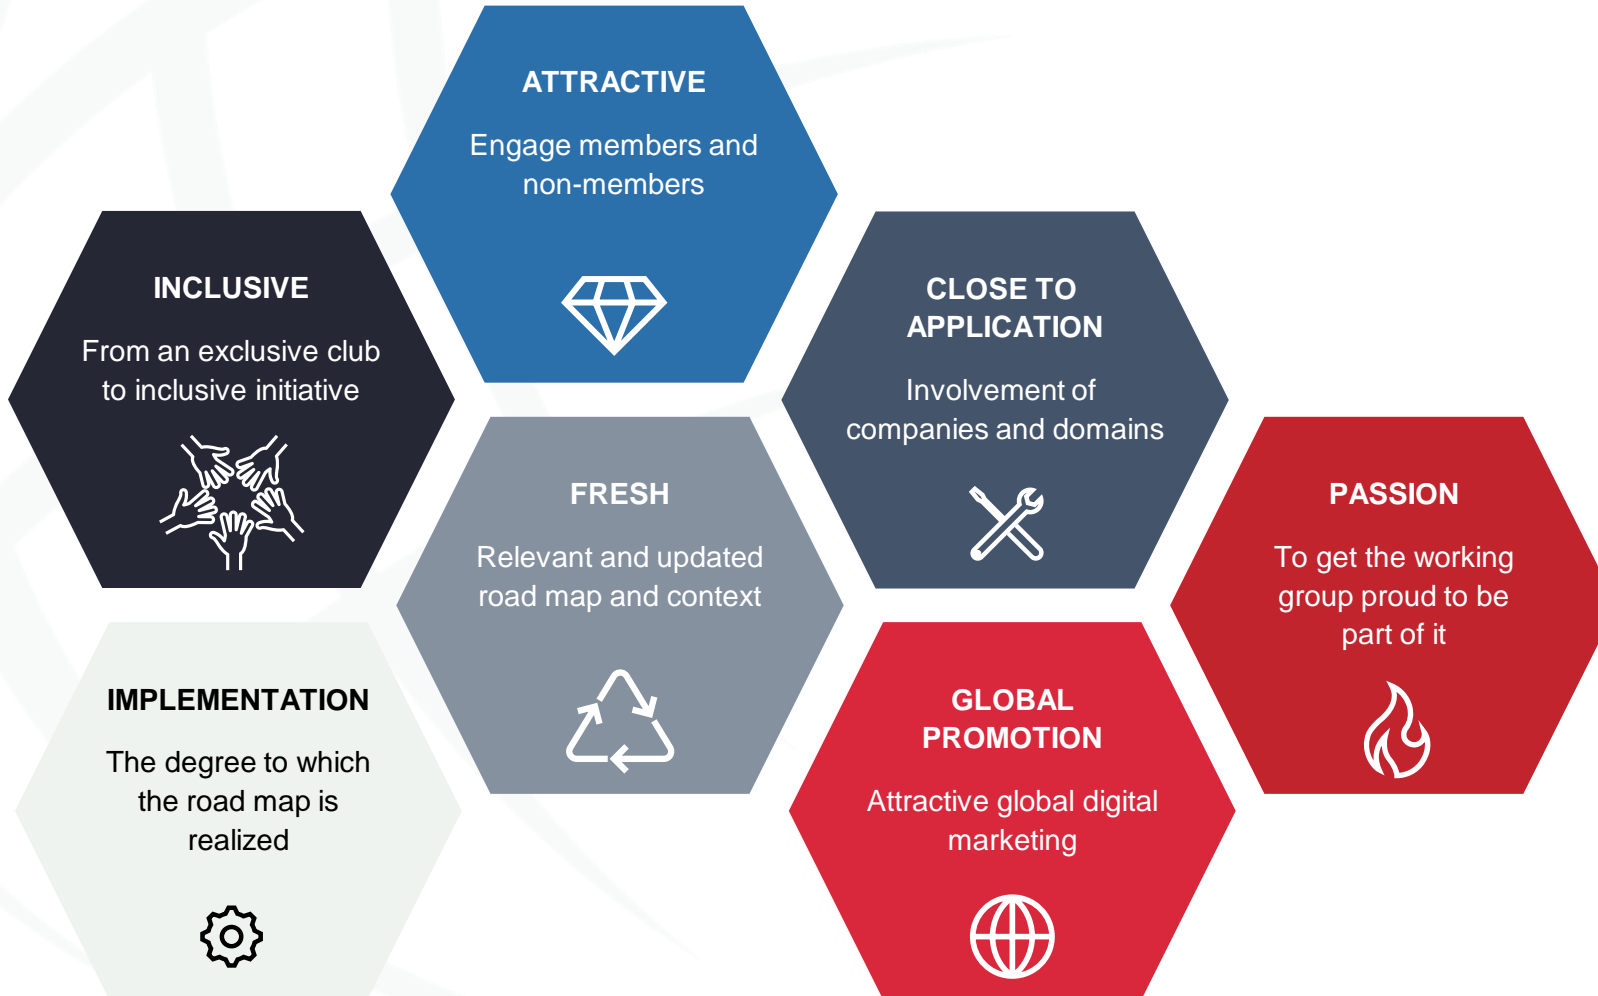 ATTRACTIVE
Engage members and
non-members
INCLUSIVE
From an exclusive club
to inclusive initiative
CLOSE TO
APPLICATION
Involvement of
companies and domains
FRESH
Relevant and updated
road map and context
PASSION
To get the working
group proud to be
part of it
IMPLEMENTATION
The degree to which
the road map is
realized
GLOBAL
PROMOTION
Attractive global digital
marketing